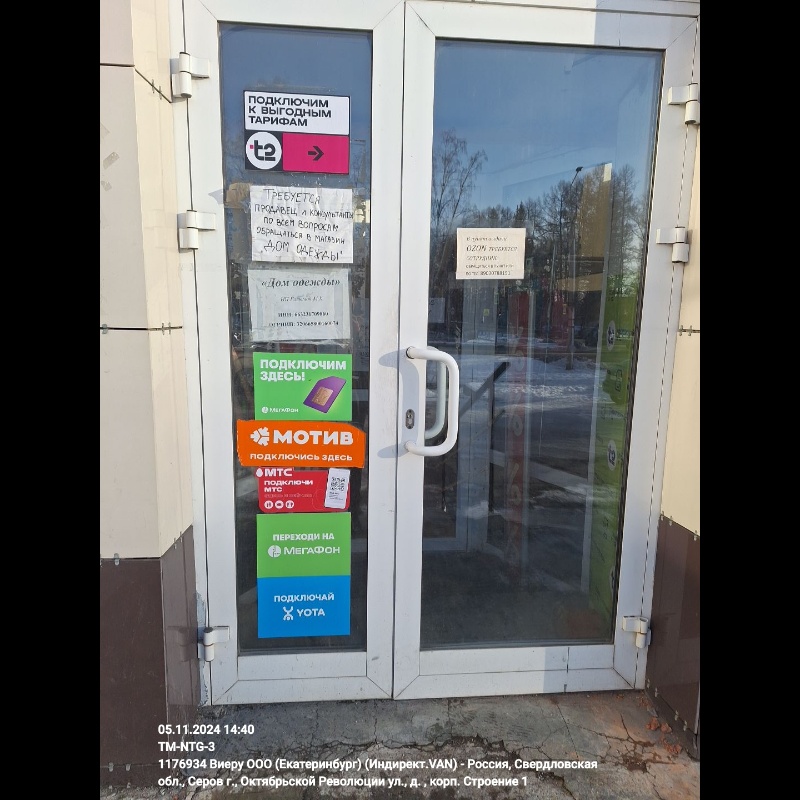 ПОДКЛЮЧИМ
К ВЫГОДНЫМ
ТАРИФАМ
t2
ТРЕБУЕТСЯ
ПРОДАВЕЦ И КОНСУЛЬТАНТ
ПО ВСЕМ ВОПРОСАМ
ОБРАЩАТЬСЯ В МАГАЗИН
"ДОМ ОДЕЖДЫ"
OZON ТРЕБУЕТСЯ
СОТРУДНИК
«Дом одежды»
ПОДКЛЮЧИМ
ЗДЕСЬ!
МЕГАФОН
МОТИВ
ПОДКЛЮЧИСЬ ЗДЕСЬ
МТС
ПОДКЛЮЧИ
МТС
ПЕРЕХОДИ НА
МЕГАФОН
ПОДКЛЮЧАЙ
YOTA
05.11.2024 14:40
TM-NTG-3
1176934 Виеру ООО (Екатеринбург) (Индирект.VAN) - Россия, Свердловская
обл., Серов г., Октябрьской Революции ул., д. , корп. Строение 1